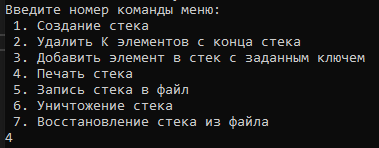 Введите номер команды меню:
1. Создание стека
2. Удалить К элементов с конца стека
3. Добавить элемент в стек с заданным ключем
4. Печать стека
5. Запись стека в файл
6. Уничтожение стека
7. Восстановление стека из файла
4